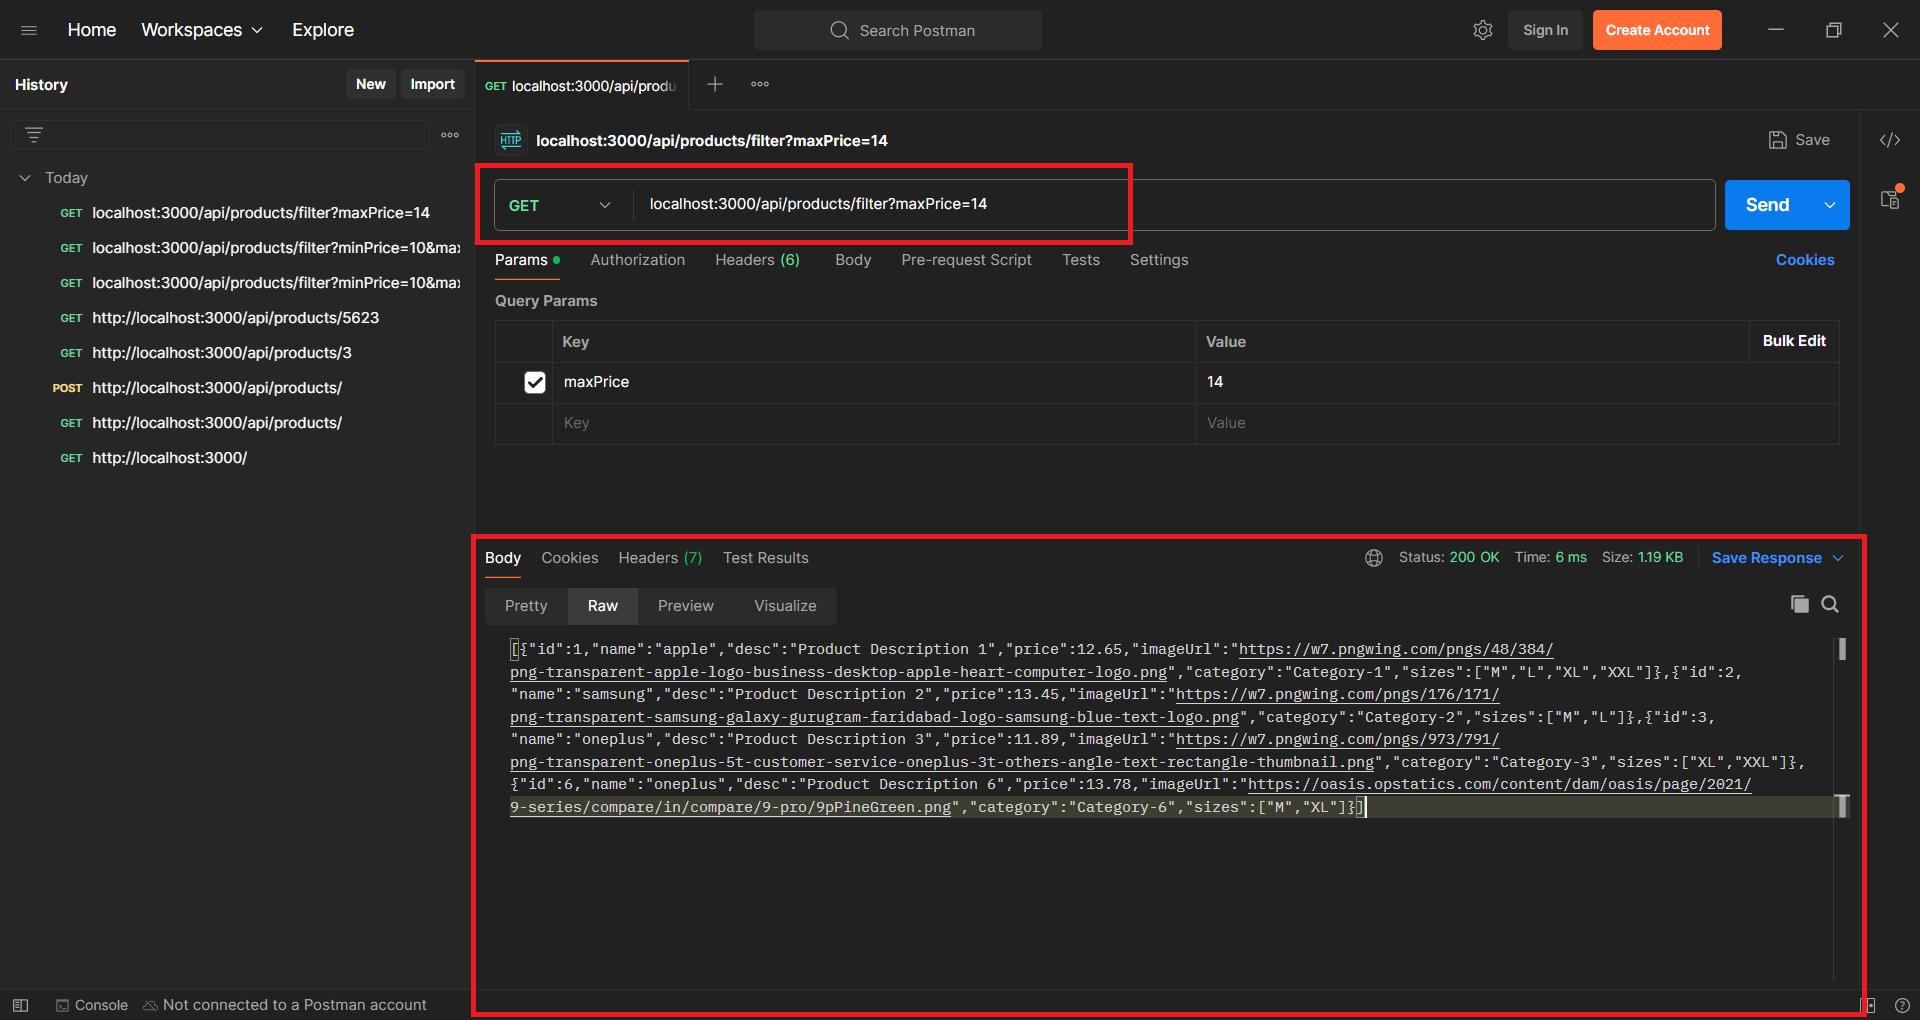 Home Workspaces Explore Search Postman Sign In Create Account
History New Import GET localhost:3000/api/produ
HTTP localhost:3000/api/products/filter?maxPrice=14 Save
Today
GET localhost:3000/api/products/filter?maxPrice=14
GET localhost:3000/api/products/filter?minPrice=10&max
GET localhost:3000/api/products/filter?minPrice=10&max
GET http://localhost:3000/api/products/5623
GET http://localhost:3000/api/products/3
POST http://localhost:3000/api/products/
GET http://localhost:3000/api/products/
GET http://localhost:3000/
GET localhost:3000/api/products/filter?maxPrice=14 Send
Params Authorization Headers (6) Body Pre-request Script Tests Settings Cookies
Query Params
Key Value Bulk Edit
maxPrice 14
Key Value
Body Cookies Headers (7) Test Results Status: 200 OK Time: 6 ms Size: 1.19 KB Save Response
Pretty Raw Preview Visualize
[{"id":1,"name":"apple","desc":"Product Description 1","price":12.65,"imageUrl":"https://w7.pngwing.com/pngs/48/384/
png-transparent-apple-logo-business-desktop-apple-heart-computer-logo.png","category":"Category-1","sizes":["M","L","XL","XXL"]},{"id":2,
"name":"samsung","desc":"Product Description 2","price":13.45,"imageUrl":"https://w7.pngwing.com/pngs/176/171/
png-transparent-samsung-galaxy-gurugram-faridabad-logo-samsung-blue-text-logo.png","category":"Category-2","sizes":["M","L"]},{"id":3,
"name":"oneplus","desc":"Product Description 3","price":11.89,"imageUrl":"https://w7.pngwing.com/pngs/973/791/
png-transparent-oneplus-5t-customer-service-oneplus-3t-others-angle-text-rectangle-thumbnail.png","category":"Category-3","sizes":["XL","XXL"]},
{"id":6,"name":"oneplus","desc":"Product Description 6","price":13.78,"imageUrl":"https://oasis.opstatics.com/content/dam/oasis/page/2021/
9-series/compare/in/compare/9-pro/9pPineGreen.png","category":"Category-6","sizes":["M","XL"]}]
Console Not connected to a Postman account